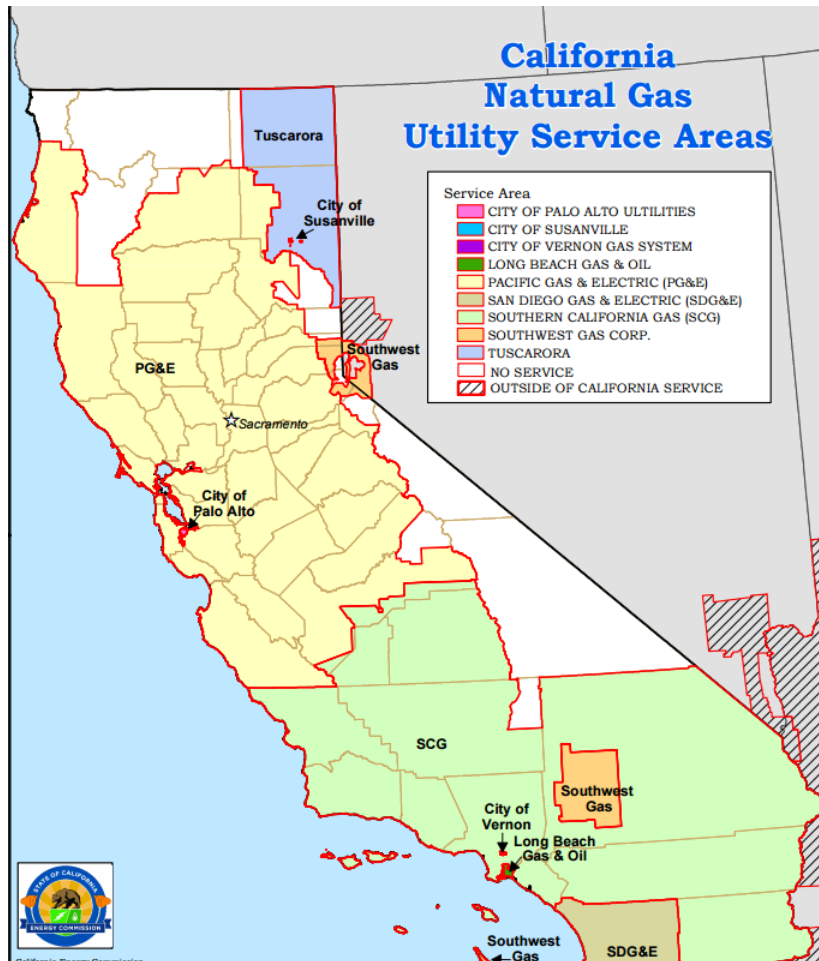 California
Natural Gas
Utility Service Areas
Tuscarora
City of
Susanville
Service Area
CITY OF PALO ALTO ULTILITIES
CITY OF SUSANVILLE
CITY OF VERNON GAS SYSTEM
LONG BEACH GAS & OIL
PACIFIC GAS & ELECTRIC (PG&E)
SAN DIEGO GAS & ELECTRIC (SDG&E)
SOUTHERN CALIFORNIA GAS (SCG)
SOUTHWEST GAS CORP.
TUSCARORA
NO SERVICE
OUTSIDE OF CALIFORNIA SERVICE
Southwest
Gas
PG&E
Sacramento
City of
Palo Alto
SCG
Southwest
Gas
City of
Vernon
Long Beach
Gas & Oil
STATE OF CALIFORNIA
ENERGY COMMISSION
Southwest
Gas
SDG&E